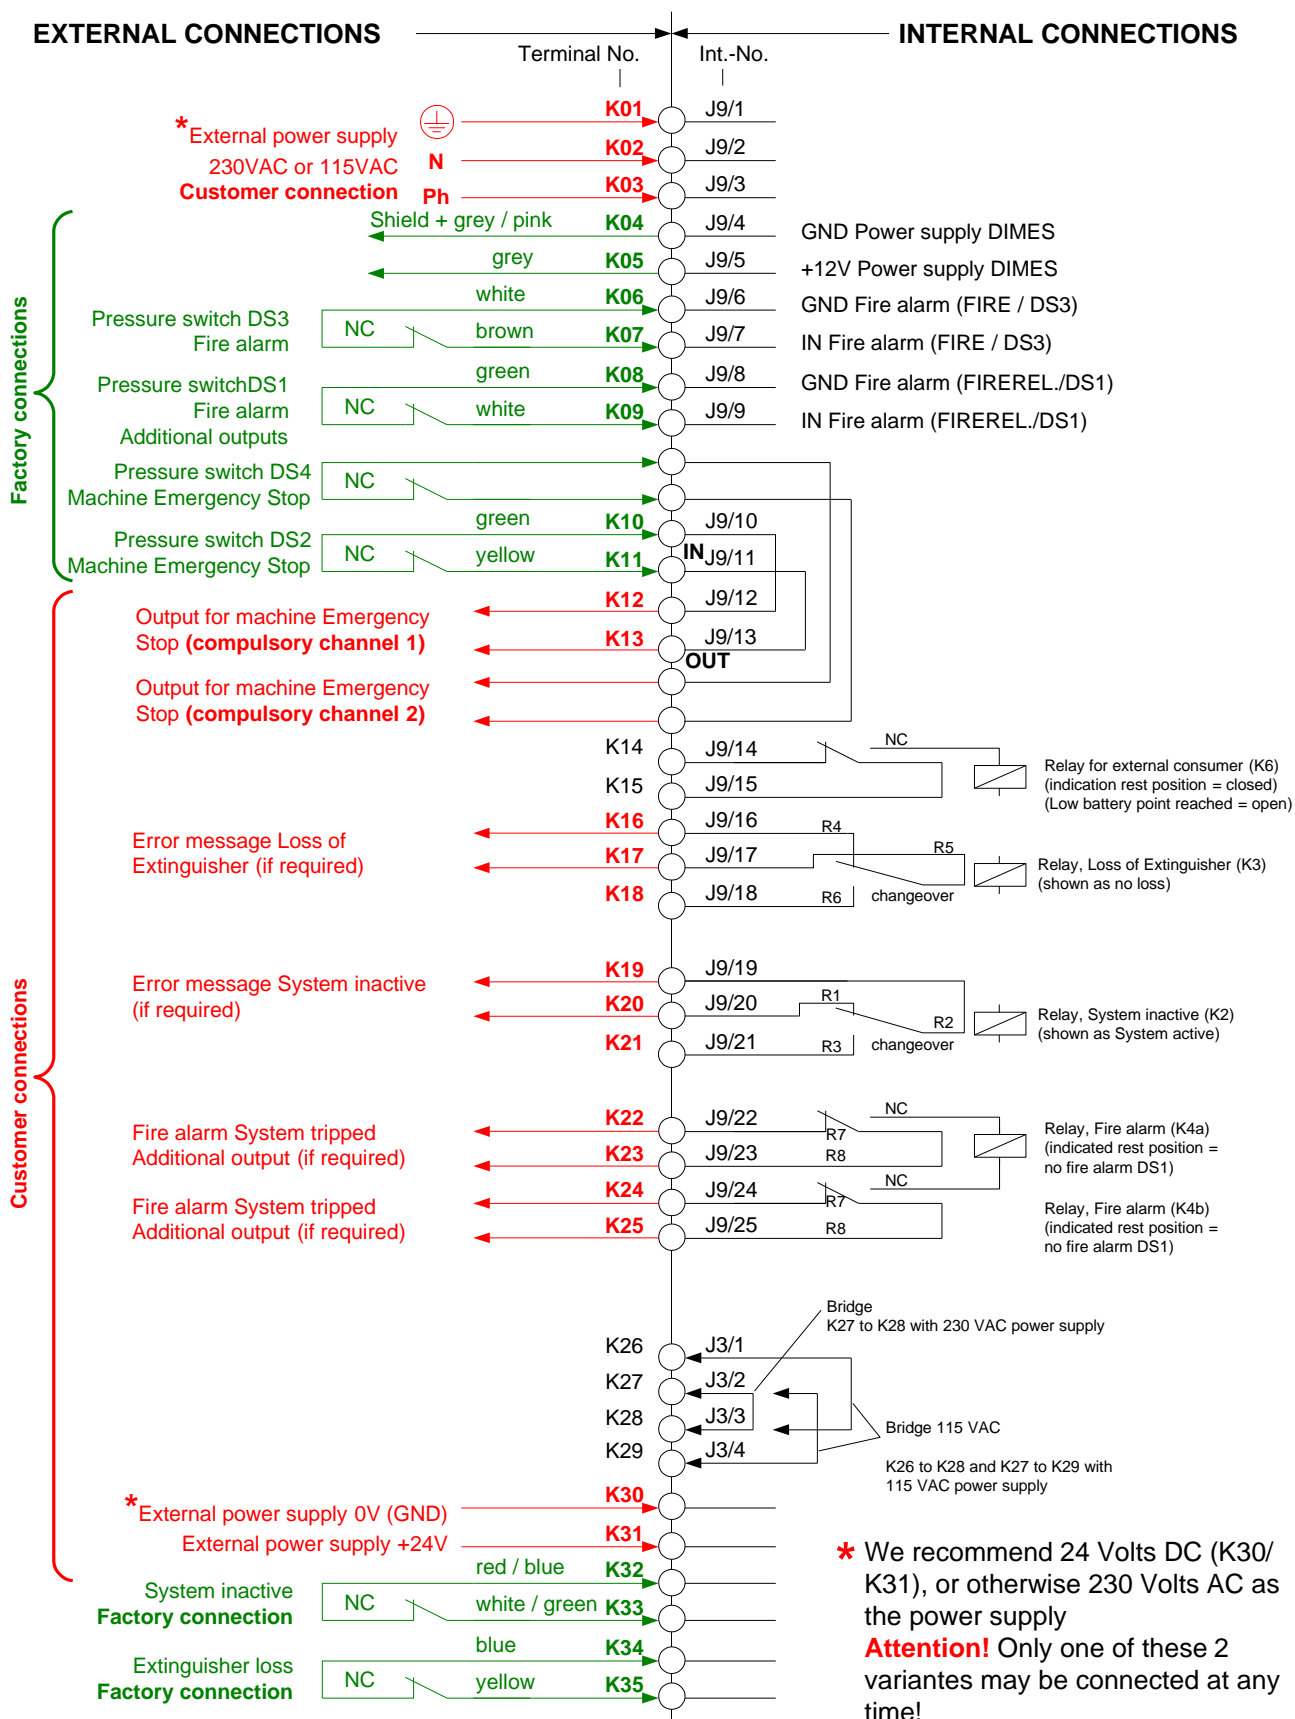 EXTERNAL CONNECTIONS
INTERNAL CONNECTIONS
Terminal No.
Int.-No.
*External power supply
230VAC or 115VAC
Customer connection
N
Ph
K01 J9/1
K02 J9/2
K03 J9/3
Shield + grey / pink K04 J9/4 GND Power supply DIMES
grey K05 J9/5 +12V Power supply DIMES
Factory connections
white K06 J9/6 GND Fire alarm (FIRE / DS3)
Pressure switch DS3
Fire alarm
NC
brown K07 J9/7 IN Fire alarm (FIRE / DS3)
green K08 J9/8 GND Fire alarm (FIREREL./DS1)
Pressure switchDS1
Fire alarm
Additional outputs
NC
white K09 J9/9 IN Fire alarm (FIREREL./DS1)
Pressure switch DS4
Machine Emergency Stop
NC
green K10 J9/10
Pressure switch DS2
Machine Emergency Stop
NC
yellow K11 IN J9/11
Customer connections
K12 J9/12
Output for machine Emergency
Stop (compulsory channel 1)
K13 J9/13
OUT
Output for machine Emergency
Stop (compulsory channel 2)
K14 J9/14 NC
K15 J9/15
Relay for external consumer (K6)
(indication rest position = closed)
(Low battery point reached = open)
K16 J9/16 R4
Error message Loss of
Extinguisher (if required)
K17 J9/17 R5
K18 J9/18 R6 changeover
Relay, Loss of Extinguisher (K3)
(shown as no loss)
K19 J9/19
Error message System inactive
(if required)
K20 J9/20 R1
R2
K21 J9/21 R3 changeover
Relay, System inactive (K2)
(shown as System active)
K22 J9/22 NC
R7
Fire alarm System tripped
Additional output (if required)
K23 J9/23 R8
Relay, Fire alarm (K4a)
(indicated rest position =
no fire alarm DS1)
K24 J9/24 NC
R7
Fire alarm System tripped
Additional output (if required)
K25 J9/25 R8
Relay, Fire alarm (K4b)
(indicated rest position =
no fire alarm DS1)
Bridge
K27 to K28 with 230 VAC power supply
K26 J3/1
K27 J3/2
K28 J3/3
K29 J3/4
Bridge 115 VAC
K26 to K28 and K27 to K29 with
115 VAC power supply
*External power supply 0V (GND) K30
External power supply +24V K31
red / blue K32
System inactive
Factory connection
NC
white / green K33
blue K34
Extinguisher loss
Factory connection
NC
yellow K35
* We recommend 24 Volts DC (K30/
K31), or otherwise 230 Volts AC as
the power supply
Attention! Only one of these 2
variantes may be connected at any
time!